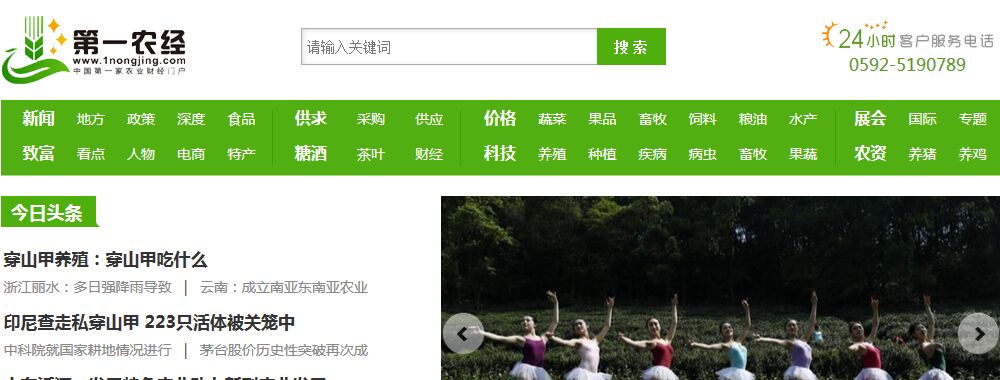 第一农经
www.1nongjing.com
中国第一家农业财经门户
请输入关键词
搜 索
24小时 客户服务电话
0592-5190789
新闻 地方 政策 深度 食品 供求 采购 供应 价格 蔬菜 果品 畜牧 饲料 粮油 水产 展会 国际 专题
致富 看点 人物 电商 特产 糖酒 茶叶 财经 科技 养殖 种植 疾病 病虫 畜牧 果蔬 农资 养猪 养鸡
今日头条
穿山甲养殖：穿山甲吃什么
浙江丽水：多日强降雨导致 | 云南：成立南亚东南亚农业
印尼查走私穿山甲 223只活体被关笼中
中科院就国家耕地情况进行 | 茅台股价历史性突破再次成